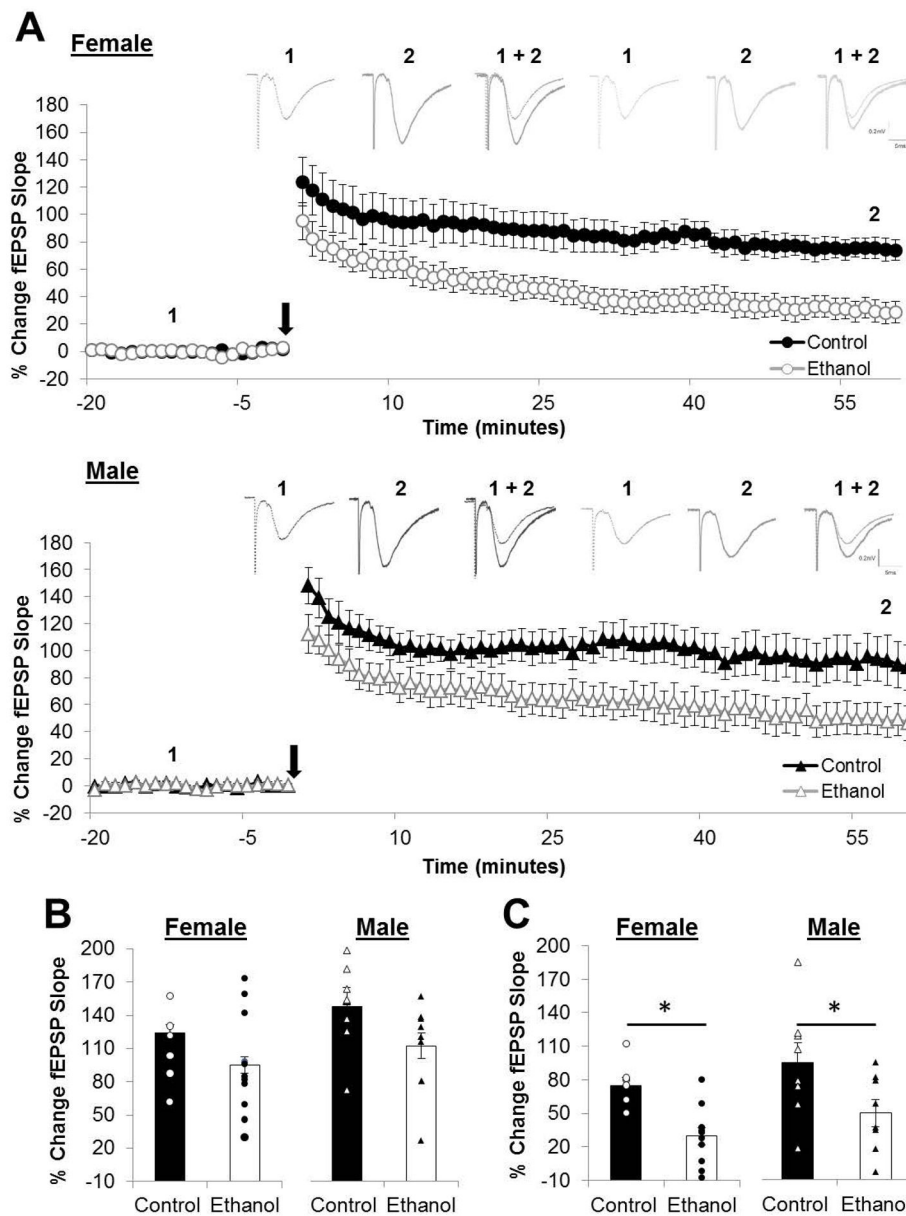 A
Female
1 2 1 + 2 1 2 1 + 2
0.2mV
5ms
% Change fEPSP Slope
180
160
140
120
100
80
60
40
20
0
-20
1
2
Control
Ethanol
-20 -5 10 25 40 55
Time (minutes)
Male
1 2 1 + 2 1 2 1 + 2
0.2mV
5ms
% Change fEPSP Slope
180
160
140
120
100
80
60
40
20
0
-20
1
2
Control
Ethanol
-20 -5 10 25 40 55
Time (minutes)
B
Female Male
% Change fEPSP Slope
200
170
140
110
80
50
20
-10
Control Ethanol Control Ethanol
C
Female Male
% Change fEPSP Slope
200
170
140
110
80
50
20
-10
* *
Control Ethanol Control Ethanol